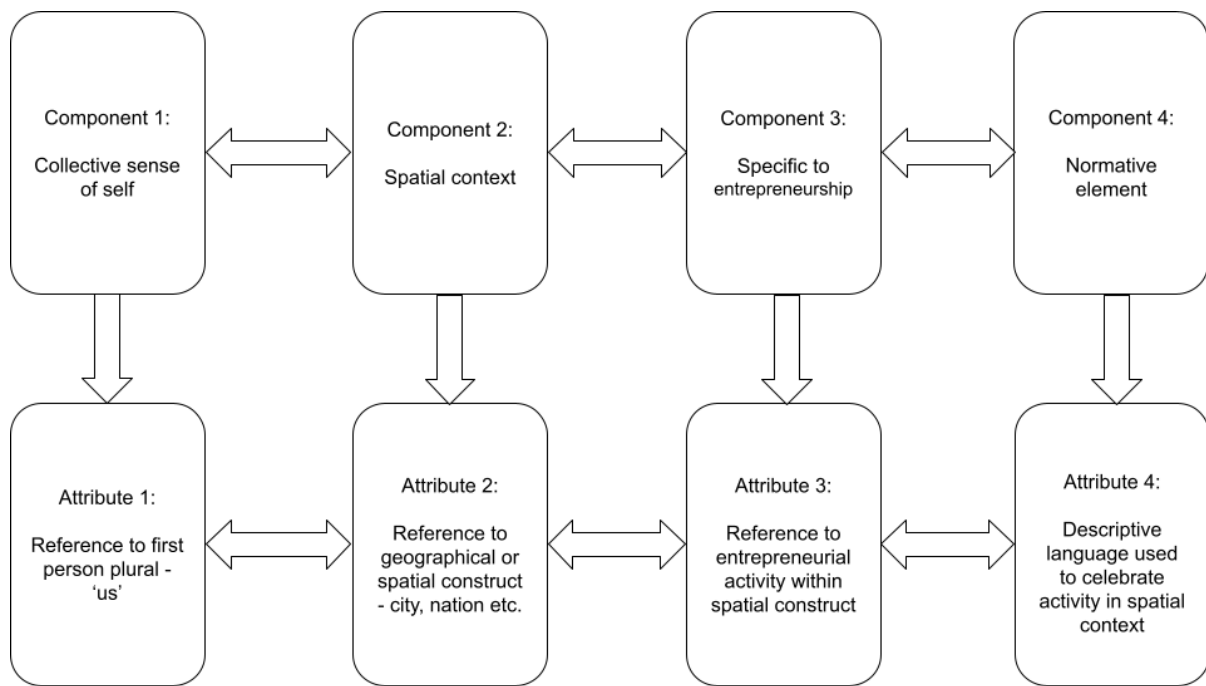 Component 1:
Collective sense
of self
Component 2:
Spatial context
Component 3:
Specific to
entrepreneurship
Component 4:
Normative
element
Attribute 1:
Reference to first
person plural -
‘us’
Attribute 2:
Reference to
geographical or
spatial construct
- city, nation etc.
Attribute 3:
Reference to
entrepreneurial
activity within
spatial construct
Attribute 4:
Descriptive
language used
to celebrate
activity in spatial
context